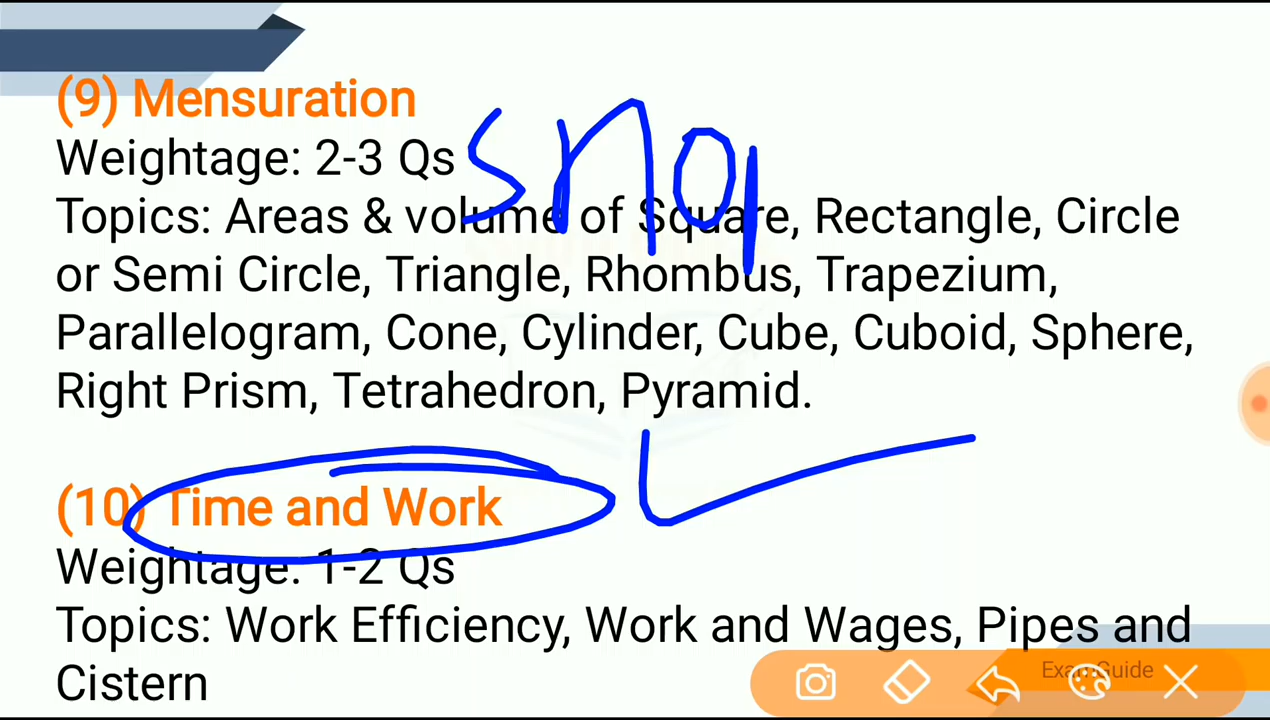 (9) Mensuration
Weightage: 2-3 Qs
Topics: Areas & volume of Square, Rectangle, Circle
or Semi Circle, Triangle, Rhombus, Trapezium,
Parallelogram, Cone, Cylinder, Cube, Cuboid, Sphere,
Right Prism, Tetrahedron, Pyramid.
(10) Time and Work
Weightage: 1-2 Qs
Topics: Work Efficiency, Work and Wages, Pipes and
Cistern
ExamGuide